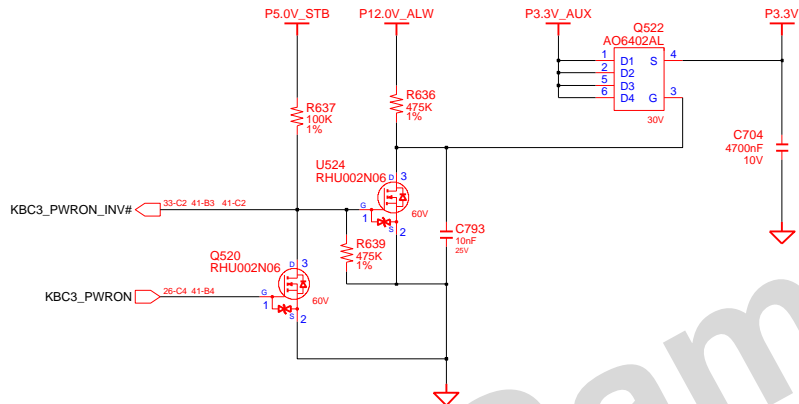 P5.0V_STB
P12.0V_ALW
P3.3V_AUX
P3.3V
Q522
AO6402AL
1 D1 S 4
2 D2
5 D3
6 D4 G 3
30V
R637
100K
1%
R636
475K
1%
C704
4700nF
10V
U524
RHU002N06
D 3
G
1
S 2
60V
KBC3_PWRON_INV#
33-C2 41-B3 41-C2
R639
475K
1%
C793
10nF
25V
Q520
RHU002N06
D 3
G
1
S 2
60V
KBC3_PWRON
26-C4 41-B4